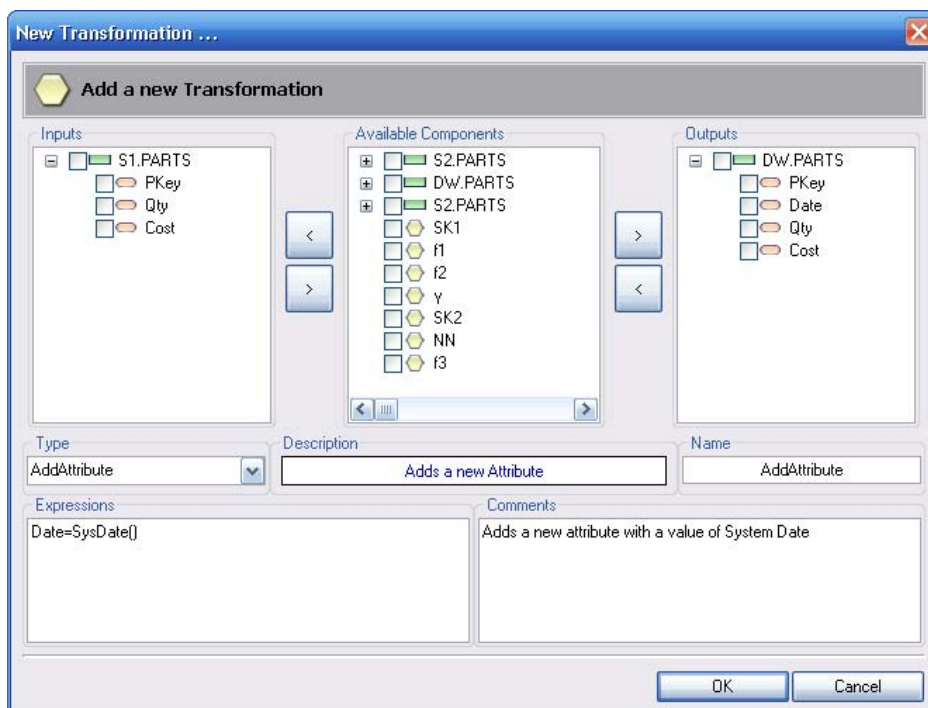 New Transformation ...
Add a new Transformation
Inputs
S1.PARTS
PKey
Qty
Cost
<
>
Available Components
S2.PARTS
DW.PARTS
S2.PARTS
SK1
f1
f2
γ
SK2
NN
f3
>
<
Outputs
DW.PARTS
PKey
Date
Qty
Cost
Type
AddAttribute
Description
Adds a new Attribute
Name
AddAttribute
Expressions
Date=SysDate()
Comments
Adds a new attribute with a value of System Date
OK
Cancel